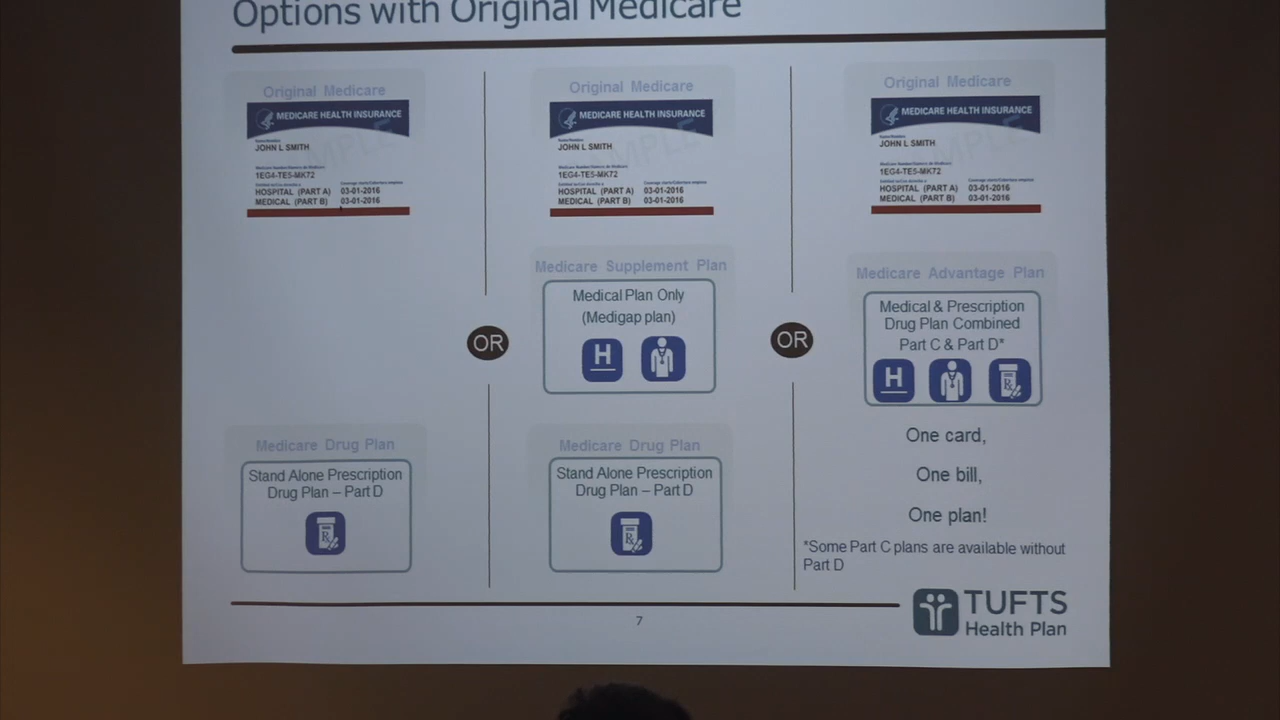 Options with Original Medicare
Original Medicare
MEDICARE HEALTH INSURANCE
JOHN L SMITH
1EG4-TE5-MK72
HOSPITAL (PART A) 03-01-2016
MEDICAL (PART B) 03-01-2016
Medicare Drug Plan
Stand Alone Prescription
Drug Plan – Part D
OR
Original Medicare
MEDICARE HEALTH INSURANCE
JOHN L SMITH
1EG4-TE5-MK72
HOSPITAL (PART A) 03-01-2016
MEDICAL (PART B) 03-01-2016
Medicare Supplement Plan
Medical Plan Only
(Medigap plan)
H
Medicare Drug Plan
Stand Alone Prescription
Drug Plan – Part D
OR
Original Medicare
MEDICARE HEALTH INSURANCE
JOHN L SMITH
1EG4-TE5-MK72
HOSPITAL (PART A) 03-01-2016
MEDICAL (PART B) 03-01-2016
Medicare Advantage Plan
Medical & Prescription
Drug Plan Combined
Part C & Part D*
H
One card,
One bill,
One plan!
*Some Part C plans are available without
Part D
7
TUFTS
Health Plan